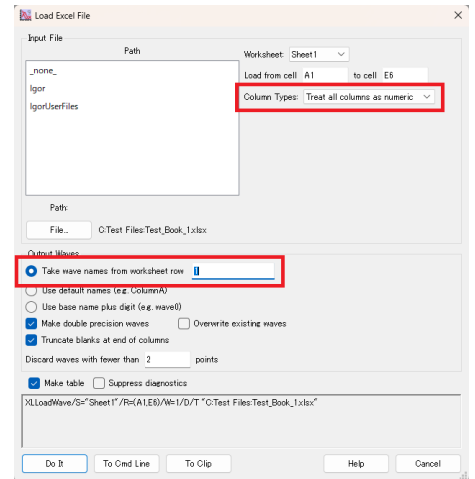 Load Excel File
Input File
Path
Worksheet: Sheet1
_none_
Igor
IgorUserFiles
Load from cell A1 to cell E6
Column Types: Treat all columns as numeric
Path:
File... C:Test Files:Test_Book_1.xlsx
Output Waves
Take wave names from worksheet row 1
Use default names (e.g. ColumnA)
Use base name plus digit (e.g. wave0)
Make double precision waves Overwrite existing waves
Truncate blanks at end of columns
Discard waves with fewer than 2 points
Make table Suppress diagnostics
XLLoadWave/S="Sheet1"/R=(A1,E6)/W=1/D/T "C:Test Files:Test_Book_1.xlsx"
Do It To Cmd Line To Clip Help Cancel